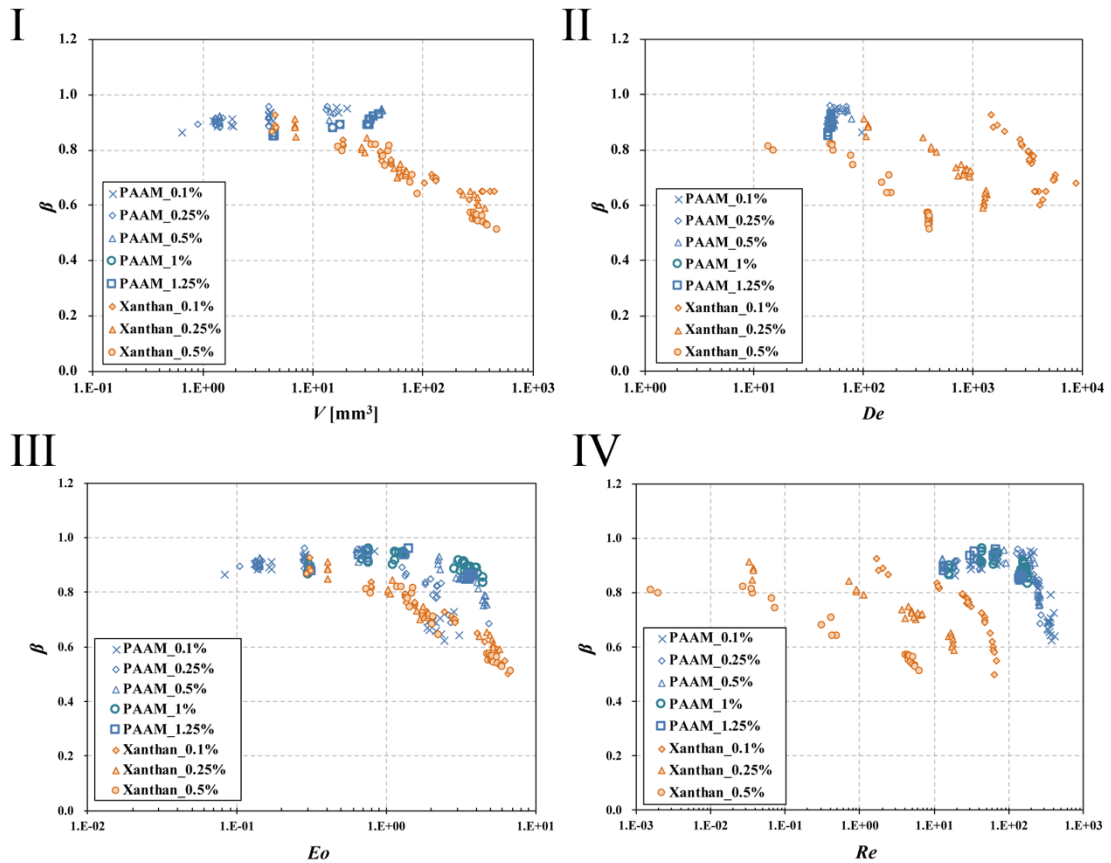 I
1.2
1.0
0.8
0.6
0.4
0.2
0.0
β
PAAM_0.1%
PAAM_0.25%
PAAM_0.5%
PAAM_1%
PAAM_1.25%
Xanthan_0.1%
Xanthan_0.25%
Xanthan_0.5%
1.E-01 1.E+00 1.E+01 1.E+02 1.E+03
V [mm³]
II
1.2
1.0
0.8
0.6
0.4
0.2
0.0
β
PAAM_0.1%
PAAM_0.25%
PAAM_0.5%
PAAM_1%
PAAM_1.25%
Xanthan_0.1%
Xanthan_0.25%
Xanthan_0.5%
1.E+00 1.E+01 1.E+02 1.E+03 1.E+04
De
III
1.2
1.0
0.8
0.6
0.4
0.2
0.0
β
PAAM_0.1%
PAAM_0.25%
PAAM_0.5%
PAAM_1%
PAAM_1.25%
Xanthan_0.1%
Xanthan_0.25%
Xanthan_0.5%
1.E-02 1.E-01 1.E+00 1.E+01
Eo
IV
1.2
1.0
0.8
0.6
0.4
0.2
0.0
β
PAAM_0.1%
PAAM_0.25%
PAAM_0.5%
PAAM_1%
PAAM_1.25%
Xanthan_0.1%
Xanthan_0.25%
Xanthan_0.5%
1.E-03 1.E-02 1.E-01 1.E+00 1.E+01 1.E+02 1.E+03
Re